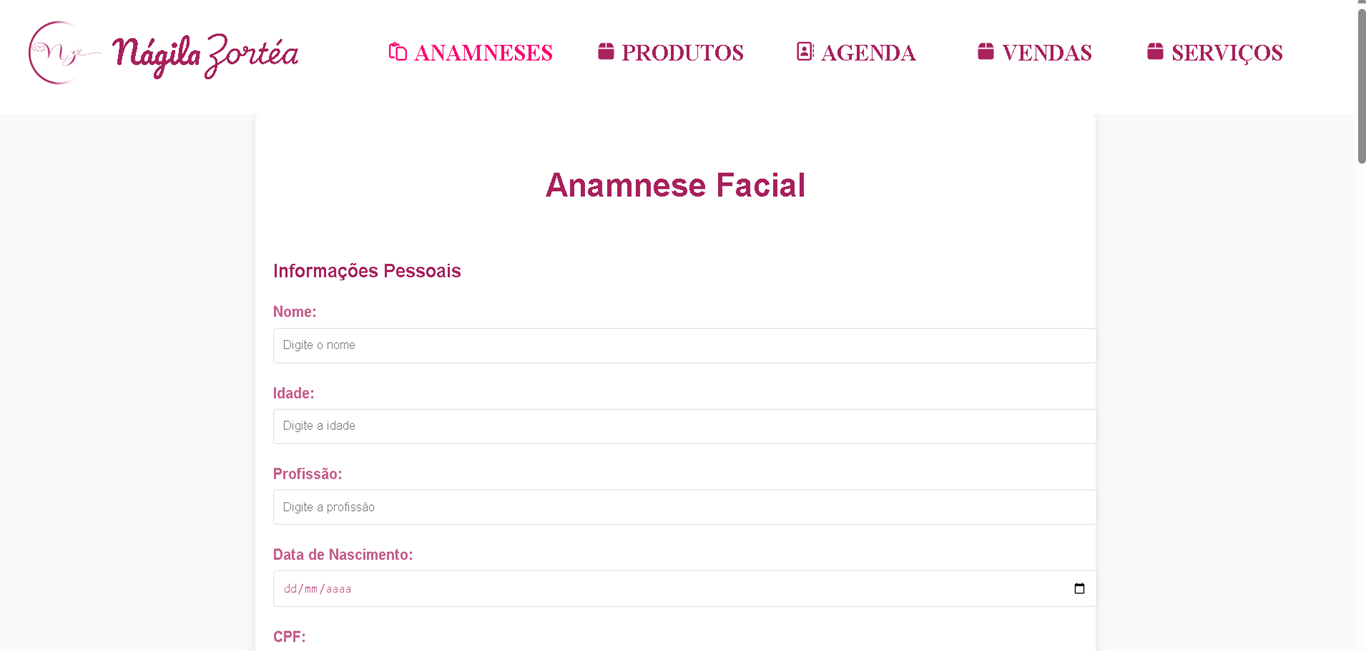 Nágila Zortéa
ANAMNESES PRODUTOS AGENDA VENDAS SERVIÇOS
Anamnese Facial
Informações Pessoais
Nome:
Digite o nome
Idade:
Digite a idade
Profissão:
Digite a profissão
Data de Nascimento:
dd/mm/aaaa
CPF: